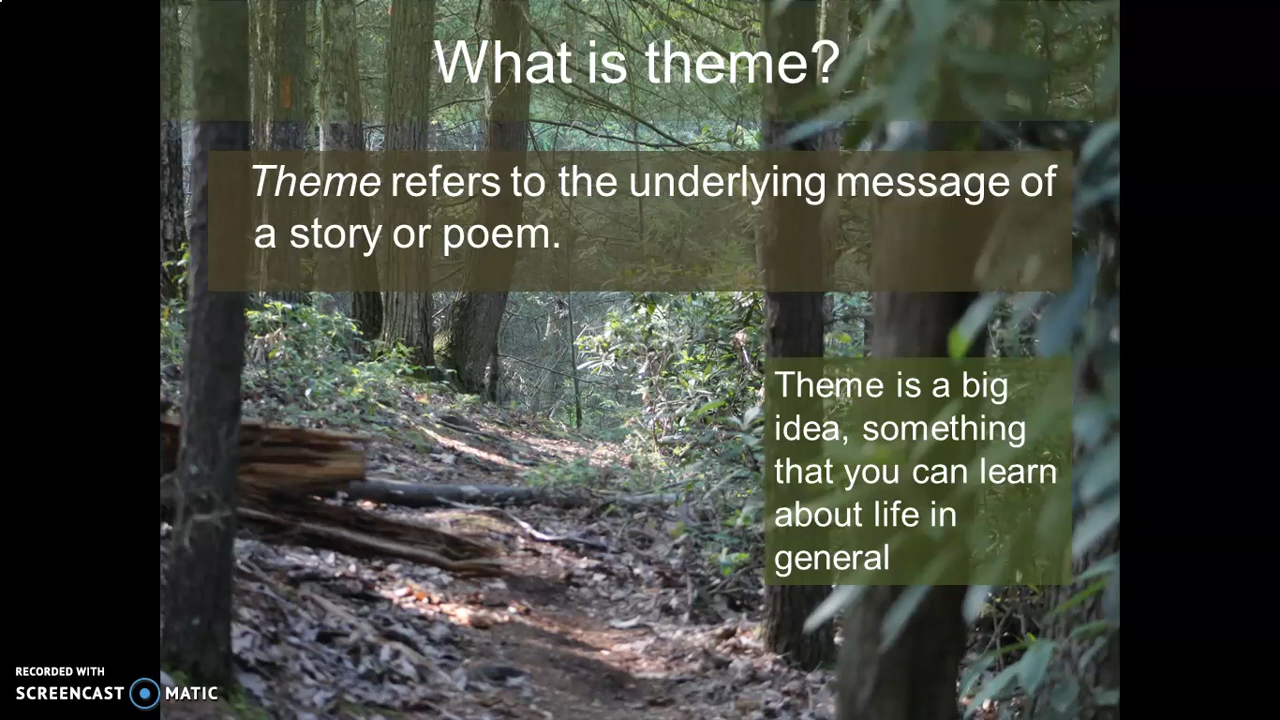 What is theme?
Theme refers to the underlying message of
a story or poem.
Theme is a big
idea, something
that you can learn
about life in
general
RECORDED WITH
SCREENCAST MATIC